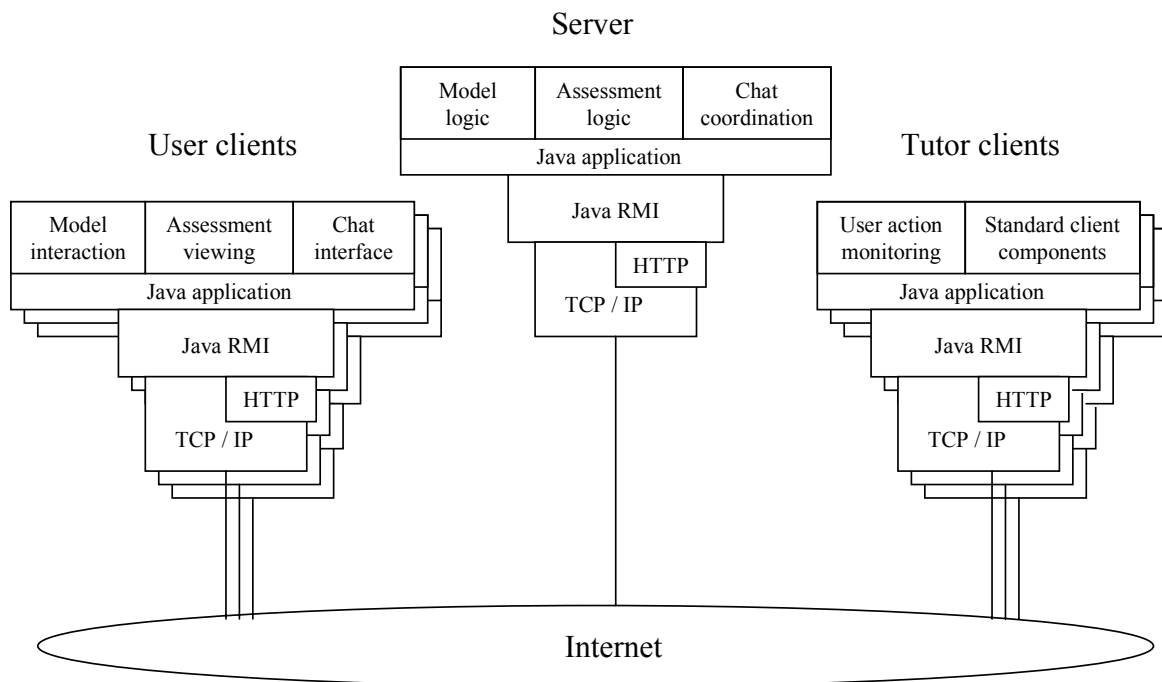 Server
Model
logic
Assessment
logic
Chat
coordination
Java application
Java RMI
HTTP
TCP / IP
User clients
Model
interaction
Assessment
viewing
Chat
interface
Java application
Java RMI
HTTP
TCP / IP
Tutor clients
User action
monitoring
Standard client
components
Java application
Java RMI
HTTP
TCP / IP
Internet